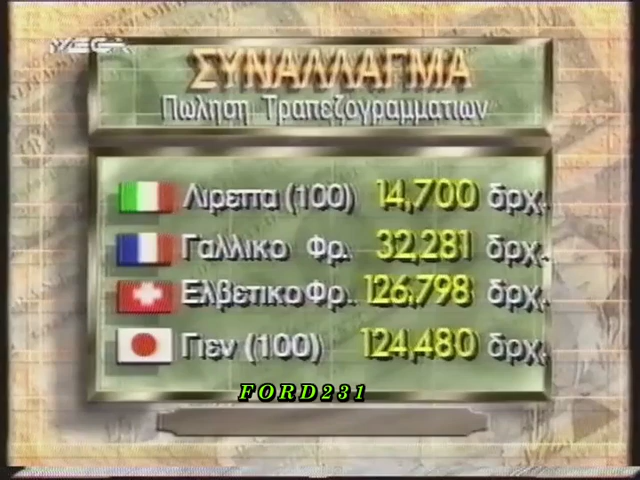 MEGA
ΣΥΝΑΛΛΑΓΜΑ
Πωληση Τραπεζογραμματιων
Λιρεττα (100) 14,700 δρχ.
Γαλλικο Φρ. 32,281 δρχ.
Ελβετικο Φρ. 126,798 δρχ.
Γιεν (100) 124,480 δρχ.
FORD231